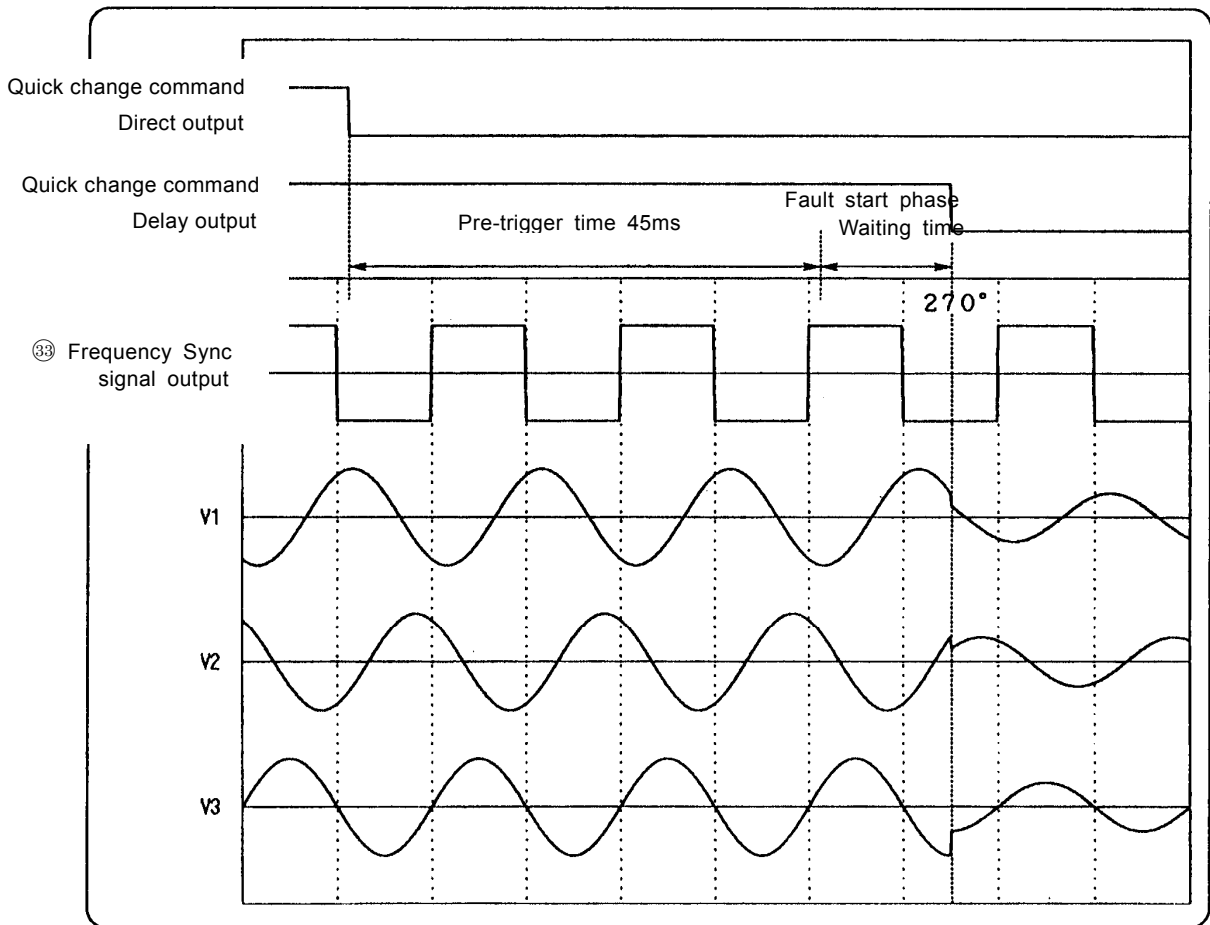 Quick change command
Direct output
Quick change command
Delay output
Pre-trigger time 45ms
Fault start phase
Waiting time
270°
㉝ Frequency Sync
signal output
V1
V2
V3